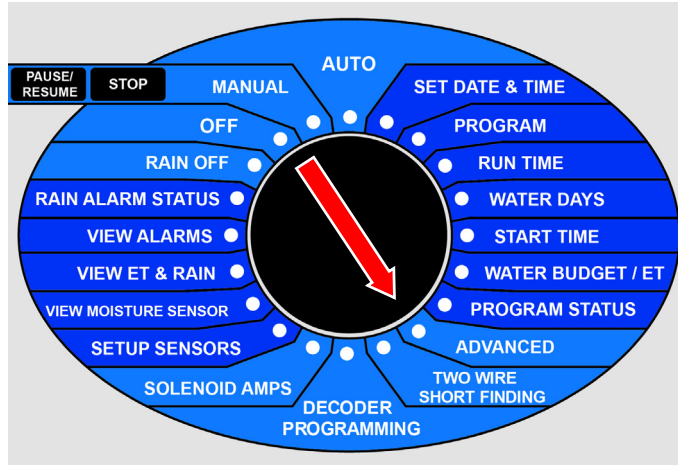 AUTO
PAUSE/
RESUME
STOP
MANUAL
OFF
RAIN OFF
RAIN ALARM STATUS
VIEW ALARMS
VIEW ET & RAIN
VIEW MOISTURE SENSOR
SETUP SENSORS
SOLENOID AMPS
DECODER
PROGRAMMING
SET DATE & TIME
PROGRAM
RUN TIME
WATER DAYS
START TIME
WATER BUDGET / ET
PROGRAM STATUS
ADVANCED
TWO WIRE
SHORT FINDING